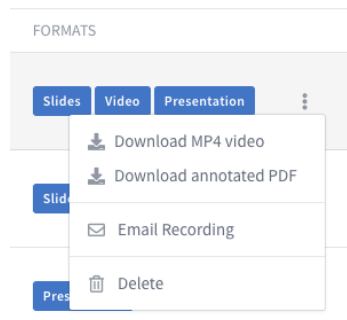 FORMATS
Slides Video Presentation
Download MP4 video
Download annotated PDF
Email Recording
Delete